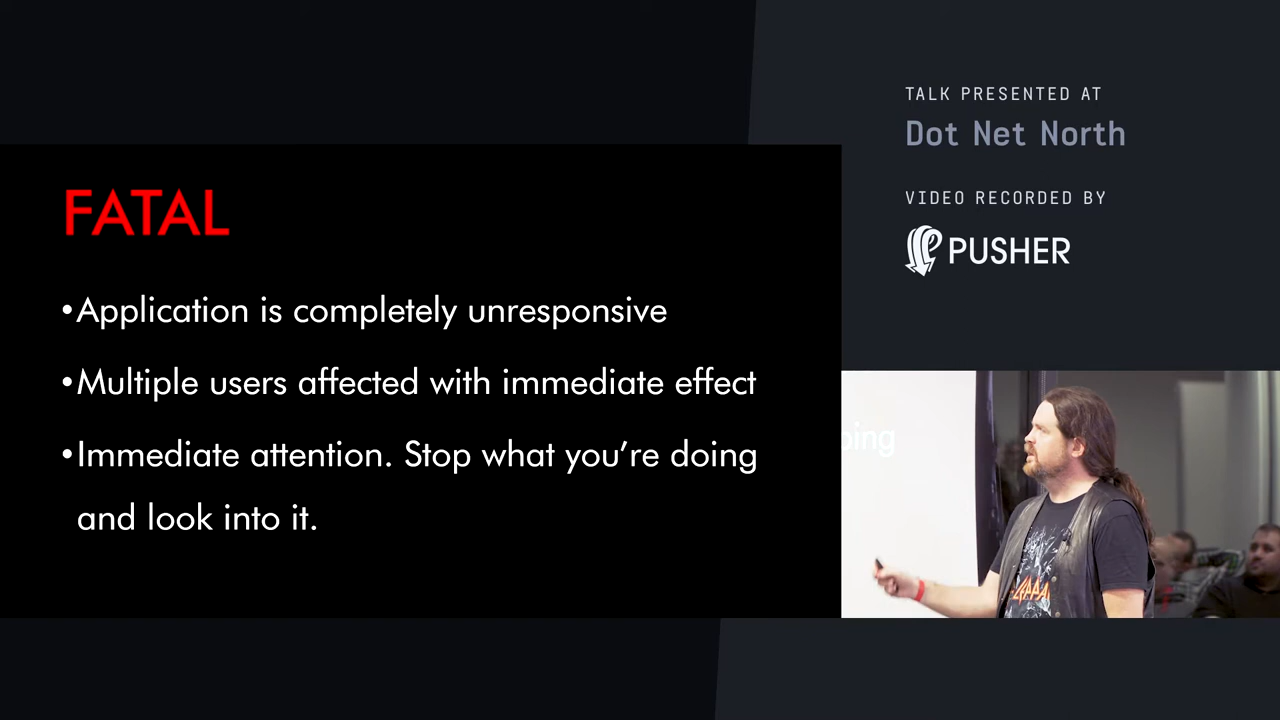 TALK PRESENTED AT
Dot Net North
VIDEO RECORDED BY
PUSHER
FATAL
•Application is completely unresponsive
•Multiple users affected with immediate effect
•Immediate attention. Stop what you’re doing
and look into it.